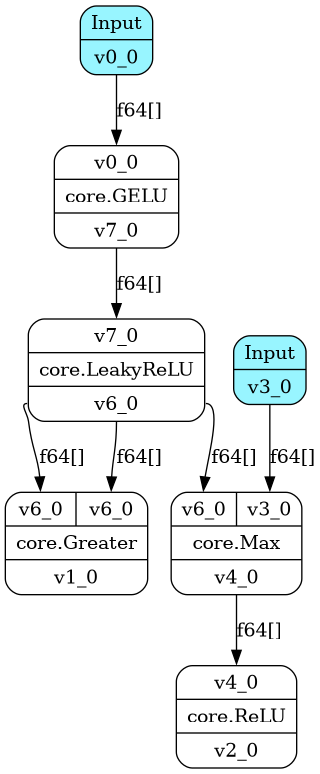 Input
v0_0
f64[]
v0_0
core.GELU
v7_0
f64[]
v7_0
core.LeakyReLU
v6_0
Input
v3_0
f64[]
f64[]
f64[]
f64[]
v6_0 v6_0
core.Greater
v1_0
v6_0 v3_0
core.Max
v4_0
f64[]
v4_0
core.ReLU
v2_0